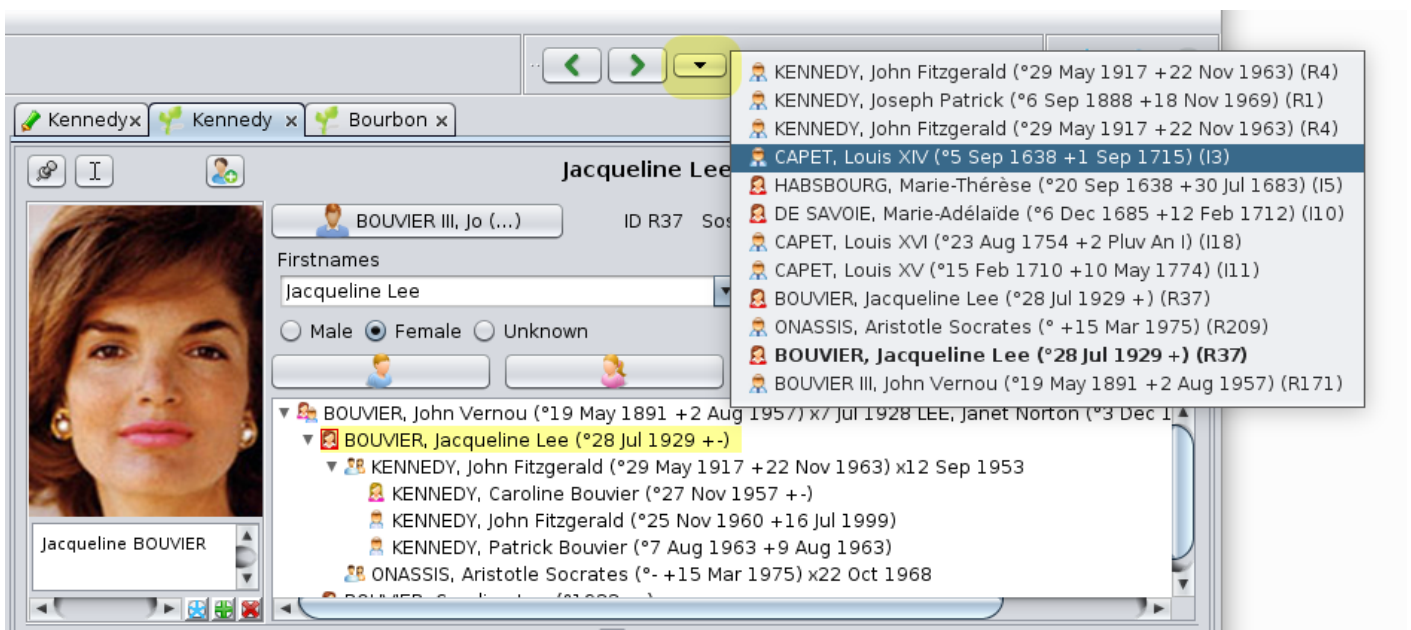 KENNEDY, John Fitzgerald (°29 May 1917 +22 Nov 1963) (R4)
KENNEDY, Joseph Patrick (°6 Sep 1888 +18 Nov 1969) (R1)
KENNEDY, John Fitzgerald (°29 May 1917 +22 Nov 1963) (R4)
CAPET, Louis XIV (°5 Sep 1638 +1 Sep 1715) (I3)
HABSBOURG, Marie-Thérèse (°20 Sep 1638 +30 Jul 1683) (I5)
DE SAVOIE, Marie-Adélaïde (°6 Dec 1685 +12 Feb 1712) (I10)
CAPET, Louis XVI (°23 Aug 1754 +2 Pluv An I) (I18)
CAPET, Louis XV (°15 Feb 1710 +10 May 1774) (I11)
BOUVIER, Jacqueline Lee (°28 Jul 1929 +) (R37)
ONASSIS, Aristotle Socrates (° +15 Mar 1975) (R209)
BOUVIER, Jacqueline Lee (°28 Jul 1929 +) (R37)
BOUVIER III, John Vernou (°19 May 1891 +2 Aug 1957) (R171)
Kennedy x Kennedy x Bourbon x
Jacqueline Lee
BOUVIER III, Jo (...) ID R37 Sos
Firstnames
Jacqueline Lee
Male Female Unknown
BOUVIER, John Vernou (°19 May 1891 +2 Aug 1957) x7 Jul 1928 LEE, Janet Norton (°3 Dec 1
BOUVIER, Jacqueline Lee (°28 Jul 1929 +-)
KENNEDY, John Fitzgerald (°29 May 1917 +22 Nov 1963) x12 Sep 1953
KENNEDY, Caroline Bouvier (°27 Nov 1957 +-)
KENNEDY, John Fitzgerald (°25 Nov 1960 +16 Jul 1999)
KENNEDY, Patrick Bouvier (°7 Aug 1963 +9 Aug 1963)
ONASSIS, Aristotle Socrates (°- +15 Mar 1975) x22 Oct 1968
Jacqueline BOUVIER